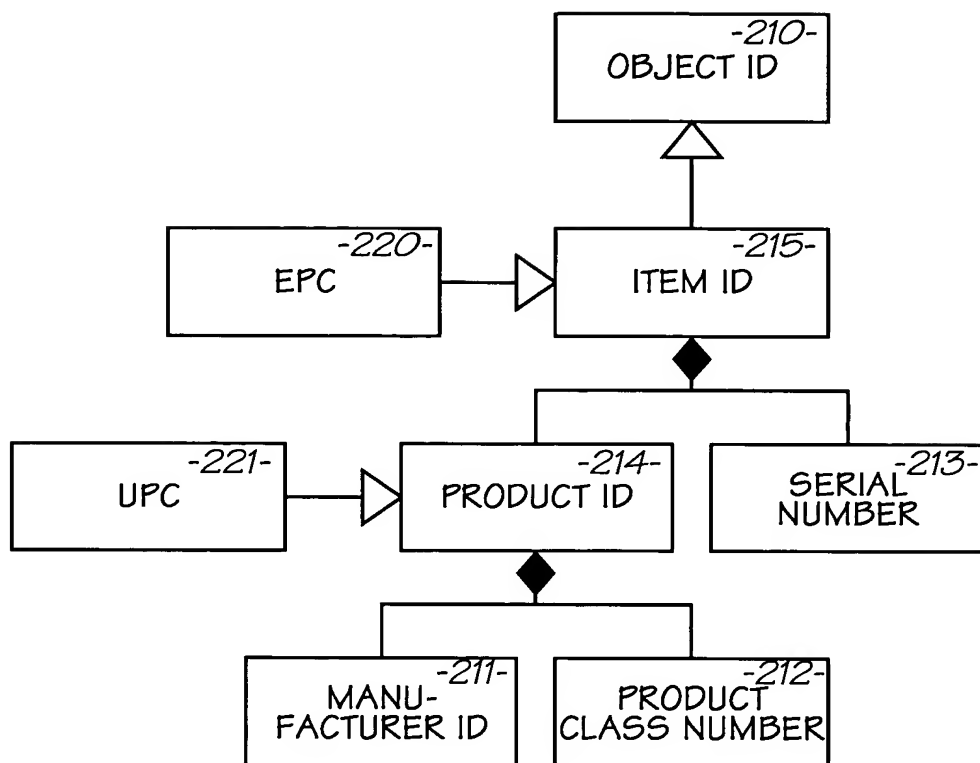 -210-
OBJECT ID
-220-
EPC
-215-
ITEM ID
-221-
UPC
-214-
PRODUCT ID
-213-
SERIAL
NUMBER
-211-
MANU-
FACTURER ID
-212-
PRODUCT
CLASS NUMBER